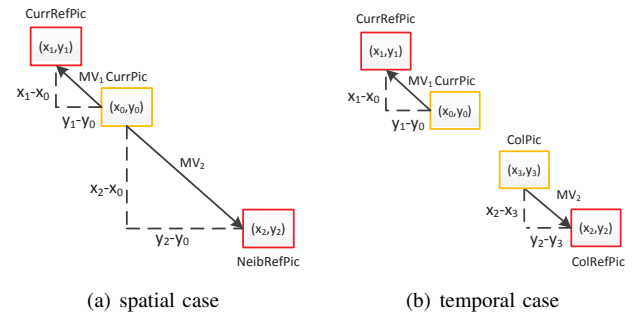 CurrRefPic
(x₁,y₁)
MV₁ CurrPic
x₁-x₀
(x₀,y₀)
y₁-y₀
MV₂
x₂-x₀
y₂-y₀
(x₂,y₂)
NeibRefPic
(a) spatial case
CurrRefPic
(x₁,y₁)
MV₁ CurrPic
x₁-x₀
(x₀,y₀)
y₁-y₀
ColPic
(x₃,y₃)
MV₂
x₂-x₃
(x₂,y₂)
y₂-y₃
ColRefPic
(b) temporal case